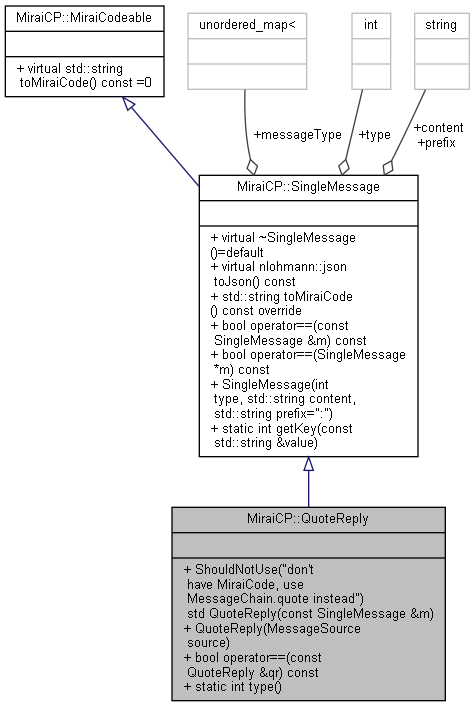 MiraiCP::MiraiCodeable
+ virtual std::string
toMiraiCode() const =0
unordered_map<
int
string
+messageType
+type
+content
+prefix
MiraiCP::SingleMessage
+ virtual ~SingleMessage
()=default
+ virtual nlohmann::json
toJson() const
+ std::string toMiraiCode
() const override
+ bool operator==(const
SingleMessage &m) const
+ bool operator==(SingleMessage
*m) const
+ SingleMessage(int
type, std::string content,
std::string prefix=":")
+ static int getKey(const
std::string &value)
MiraiCP::QuoteReply
+ ShouldNotUse("don't
have MiraiCode, use
MessageChain.quote instead")
std QuoteReply(const SingleMessage &m)
+ QuoteReply(MessageSource
source)
+ bool operator==(const
QuoteReply &qr) const
+ static int type()